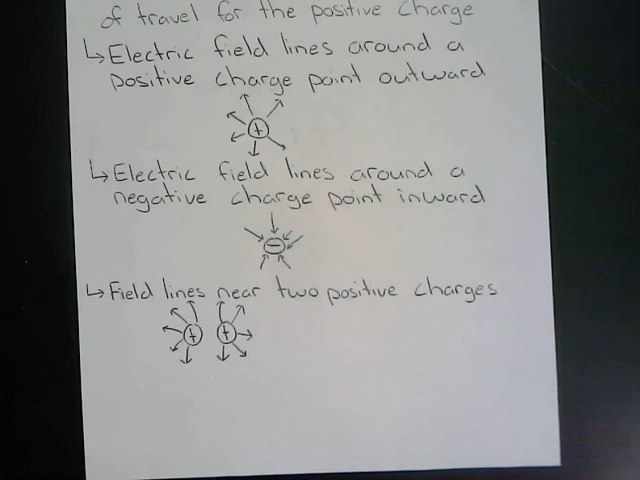 of travel for the positive charge
↳ Electric field lines around a
positive charge point outward
+
↳ Electric field lines around a
negative charge point inward
−
↳ Field lines near two positive charges
+ +